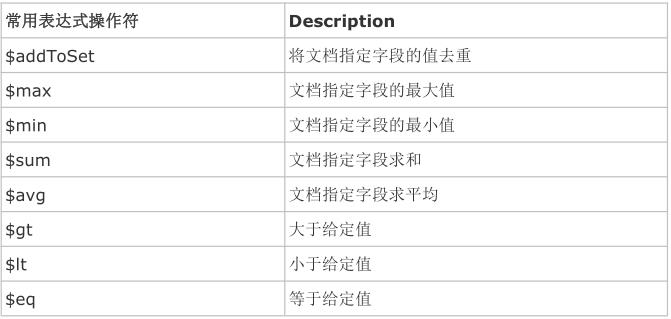 常用表达式操作符 Description
$addToSet 将文档指定字段的值去重
$max 文档指定字段的最大值
$min 文档指定字段的最小值
$sum 文档指定字段求和
$avg 文档指定字段求平均
$gt 大于给定值
$lt 小于给定值
$eq 等于给定值